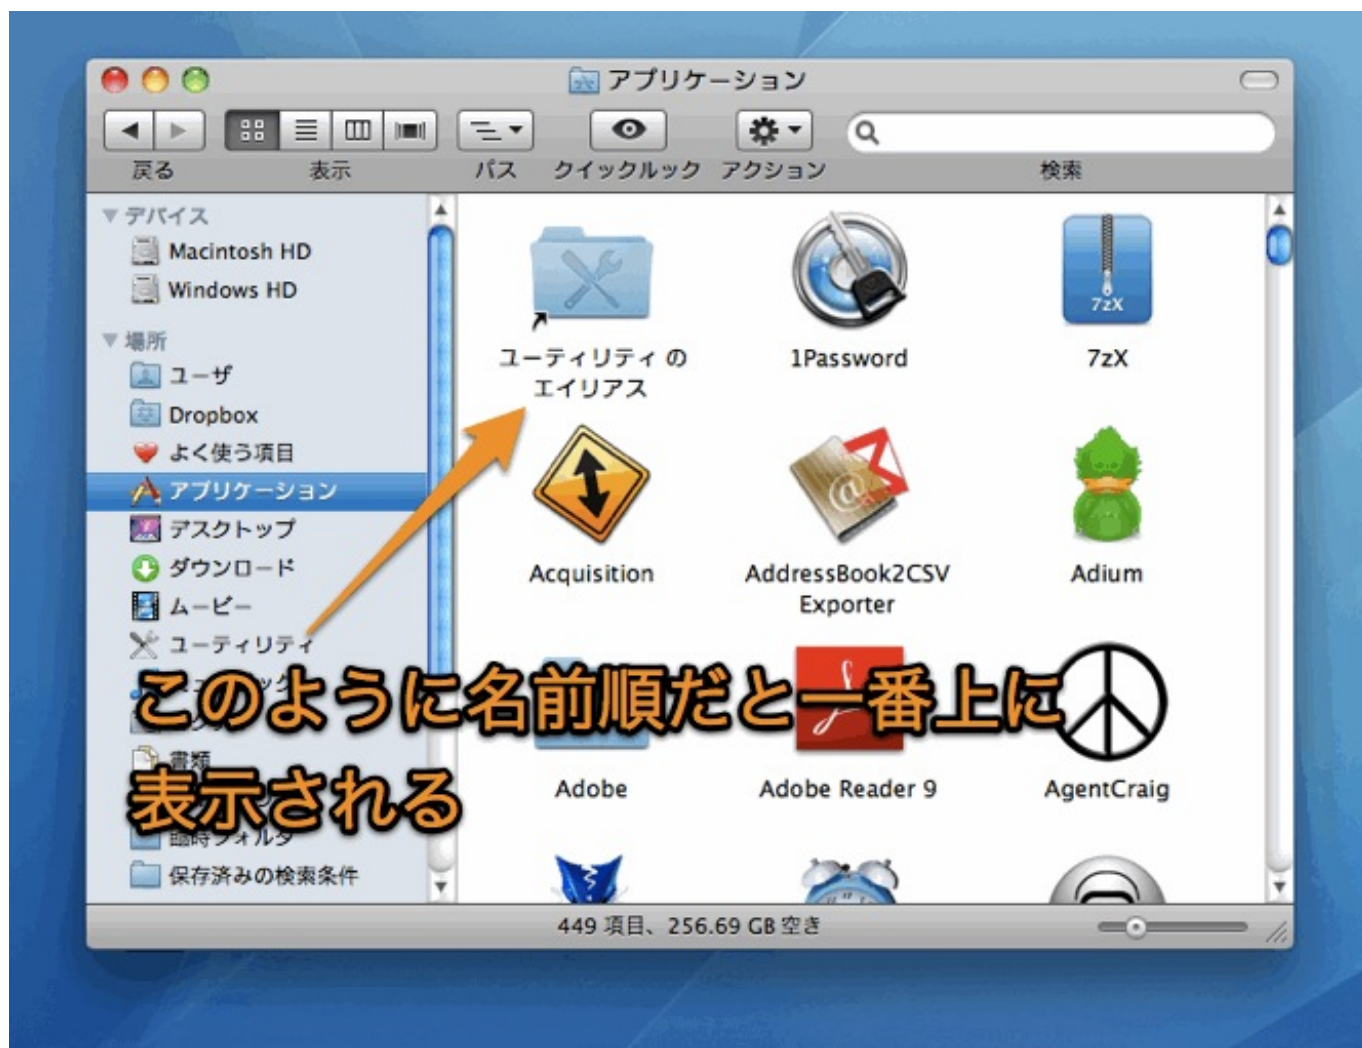 アプリケーション
戻る
表示
パス
クイックルック
アクション
検索
デバイス
Macintosh HD
Windows HD
場所
ユーザ
Dropbox
よく使う項目
アプリケーション
デスクトップ
ダウンロード
ムービー
ユーティリティ
書類
臨時フォルダ
保存済みの検索条件
ユーティリティ の
エイリアス
1Password
7zX
7zX
Acquisition
AddressBook2CSV
Exporter
Adium
Adobe
Adobe Reader 9
AgentCraig
このように名前順だと一番上に
表示される
449 項目、256.69 GB 空き